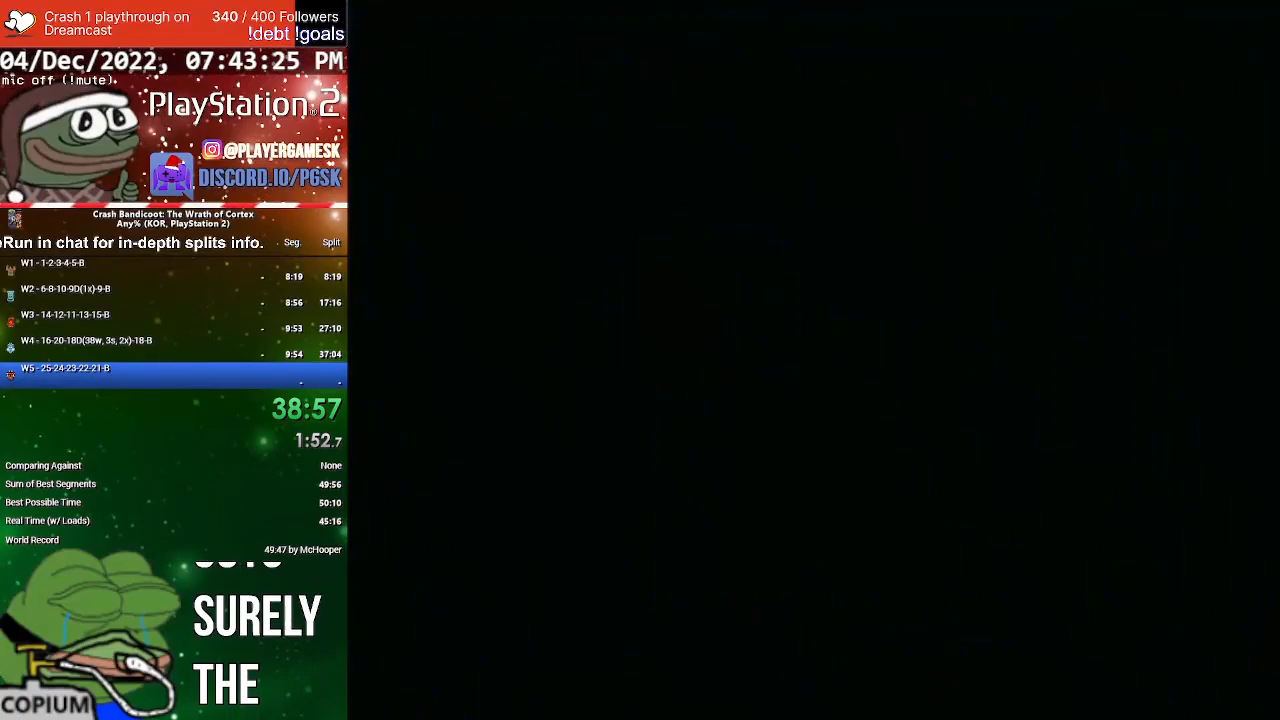 Crash 1 playthrough on
Dreamcast
340 / 400 Followers
!debt !goals
04/Dec/2022, 07:43:25 PM
mic off (!mute)
PlayStation 2
@PLAYERGAMESK
DISCORD.IO/PGSK
Crash Bandicoot: The Wrath of Cortex
Any% (KOR, PlayStation 2)
eRun in chat for in-depth splits info. Seg. Split
W1 - 1-2-3-4-5-B
- 8:19 8:19
W2 - 6-8-10-9D(1x)-9-B
- 8:56 17:16
W3 - 14-12-11-13-15-B
- 9:53 27:10
W4 - 16-20-18D(38w, 3s, 2x)-18-B
- 9:54 37:04
W5 - 25-24-23-22-21-B
- -
38:57
1:52.7
Comparing Against None
Sum of Best Segments 49:56
Best Possible Time 50:10
Real Time (w/ Loads) 45:16
World Record
49:47 by McHooper
SURELY
THE
COPIUM